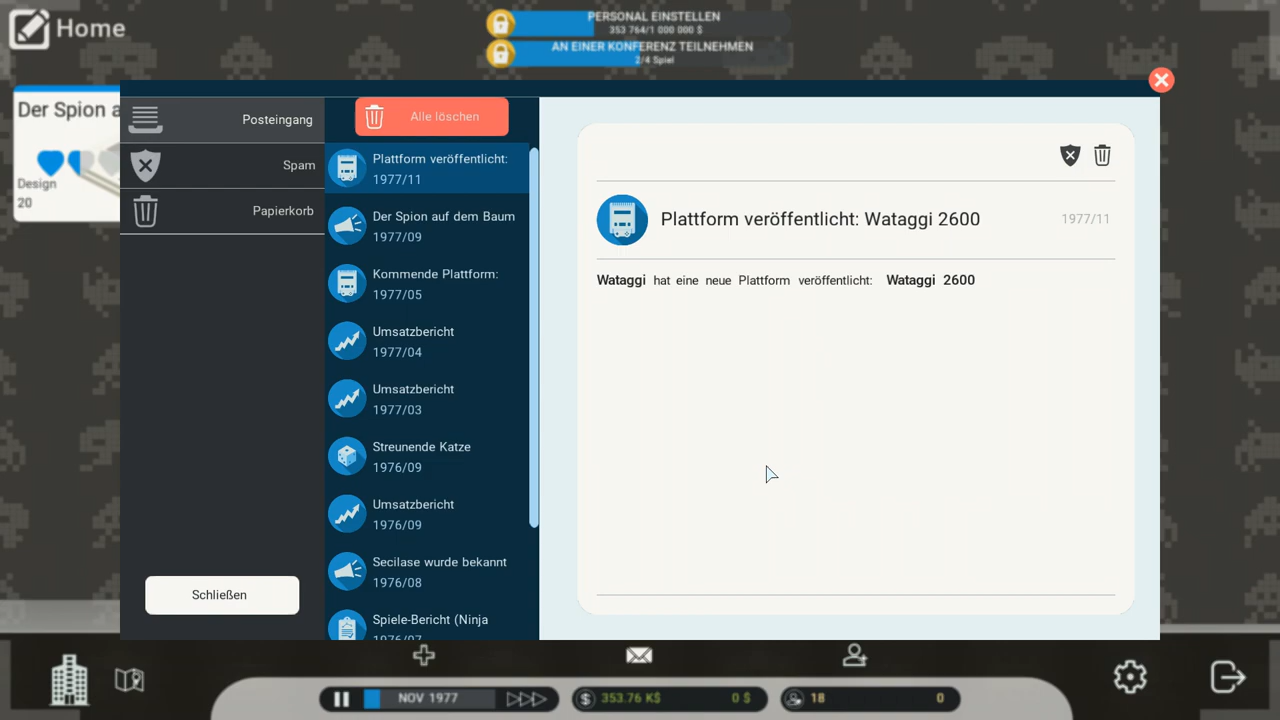 Home
PERSONAL EINSTELLEN
353 764/1 000 000 $
AN EINER KONFERENZ TEILNEHMEN
2/4 Spiel
Der Spion a
Design
20
Posteingang
Spam
Papierkorb
Schließen
Alle löschen
Plattform veröffentlicht:
1977/11
Der Spion auf dem Baum
1977/09
Kommende Plattform:
1977/05
Umsatzbericht
1977/04
Umsatzbericht
1977/03
Streunende Katze
1976/09
Umsatzbericht
1976/09
Secilase wurde bekannt
1976/08
Spiele-Bericht (Ninja
1976/07
Plattform veröffentlicht: Wataggi 2600
1977/11
Wataggi hat eine neue Plattform veröffentlicht: Wataggi 2600
NOV 1977
353.76 K$
0 $
18
0